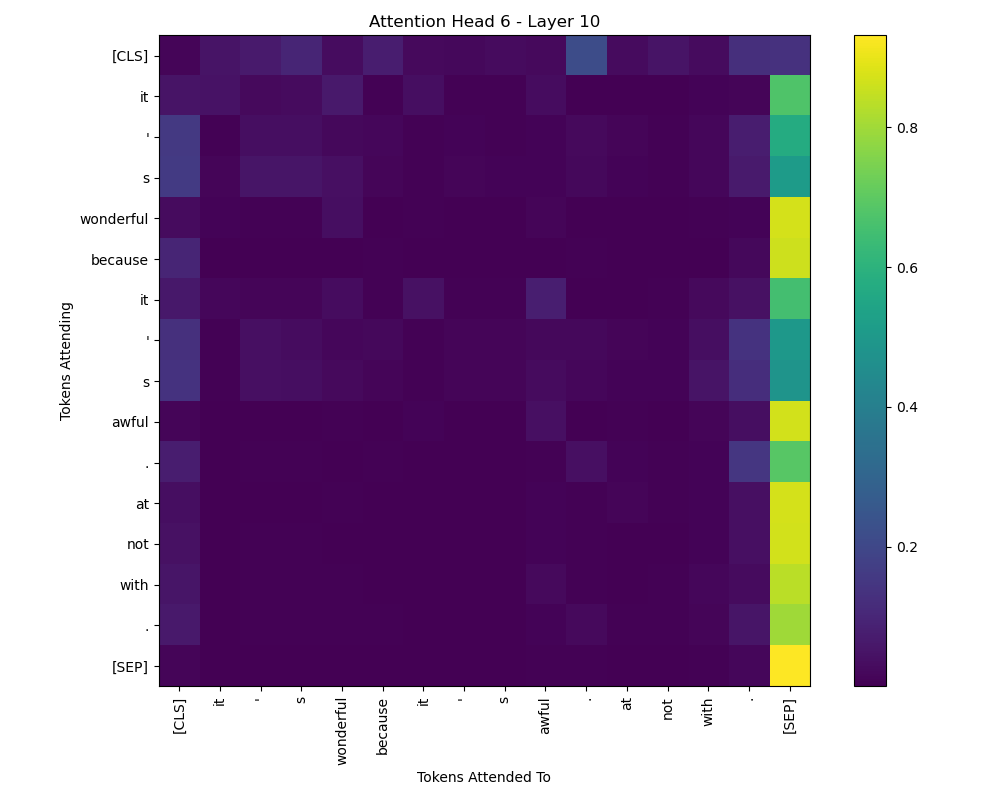 Attention Head 6 - Layer 10
Tokens Attending
[CLS]
it
'
s
wonderful
because
it
'
s
awful
.
at
not
with
.
[SEP]
[CLS]
it
'
s
wonderful
because
it
'
s
awful
.
at
not
with
.
[SEP]
Tokens Attended To
0.8
0.6
0.4
0.2